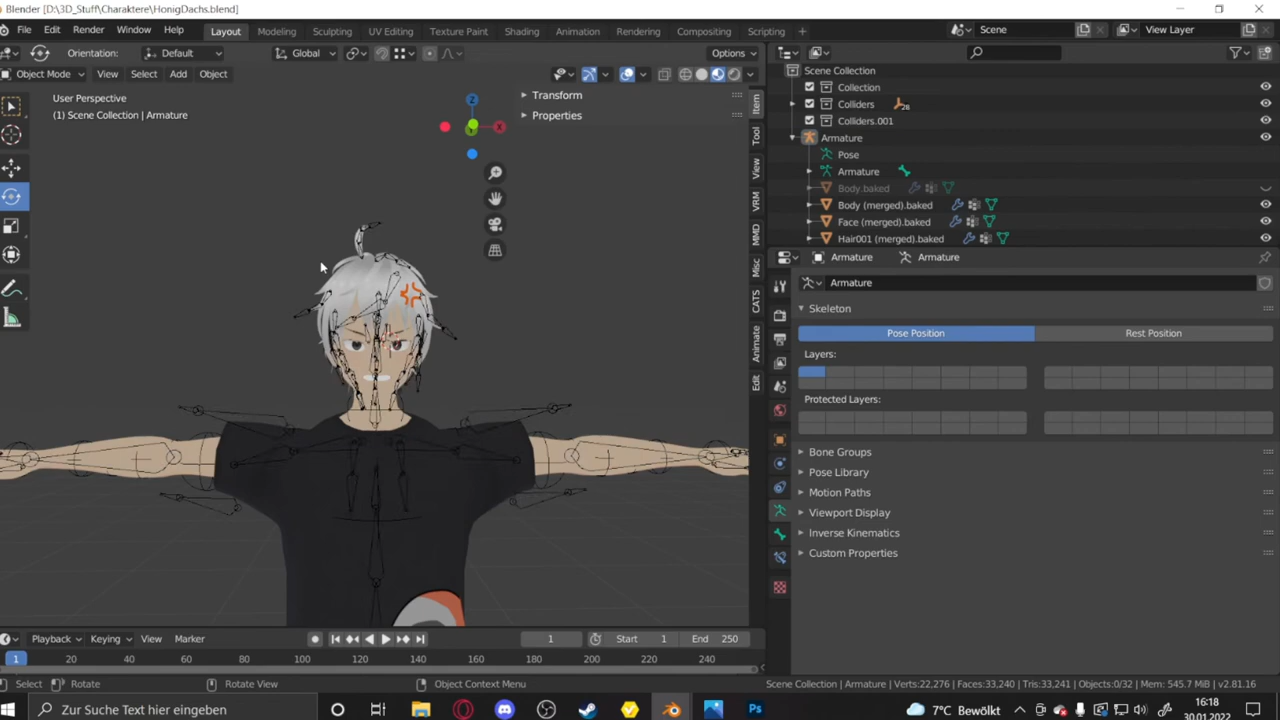 Blender [D:\3D_Stuff\Charaktere\HonigDachs.blend]
File Edit Render Window Help Layout Modeling Sculpting UV Editing Texture Paint Shading Animation Rendering Compositing Scripting Scene View Layer
Orientation: Default Global Options
Object Mode View Select Add Object
User Perspective
(1) Scene Collection | Armature
Z
X
Transform
Properties
Item
Tool
View
VRM
MMD
Misc
CATS
Animate
Edit
Scene Collection
Collection
Colliders 28
Colliders.001
Armature
Pose
Armature
Body.baked
Body (merged).baked
Face (merged).baked
Hair001 (merged).baked
Armature Armature
Armature
Skeleton
Pose Position Rest Position
Layers:
Protected Layers:
Bone Groups
Pose Library
Motion Paths
Viewport Display
Inverse Kinematics
Custom Properties
Playback Keying View Marker 1 Start 1 End 250
1 20 40 60 80 100 120 140 160 180 200 220 240
Select Rotate Rotate View Object Context Menu Scene Collection | Armature | Verts:22,276 | Faces:33,240 | Tris:33,241 | Objects:0/32 | Mem: 545.7 MiB | v2.81.16
Zur Suche Text hier eingeben Ps 7°C Bewölkt 16:18
30.01.2022